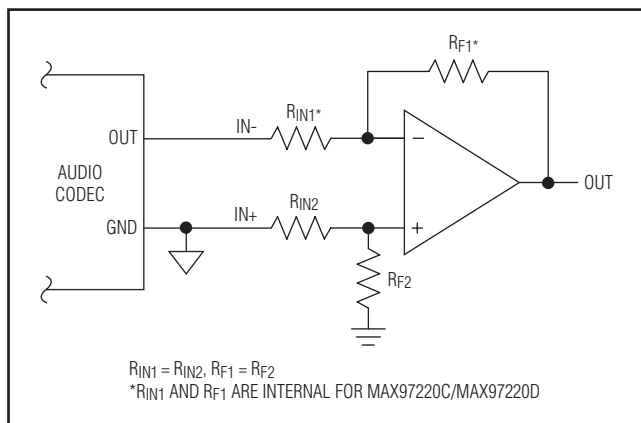 RF1*
OUT
IN-
RIN1*
−
AUDIO
CODEC
OUT
GND
IN+
RIN2
+
RF2
RIN1 = RIN2, RF1 = RF2
*RIN1 AND RF1 ARE INTERNAL FOR MAX97220C/MAX97220D